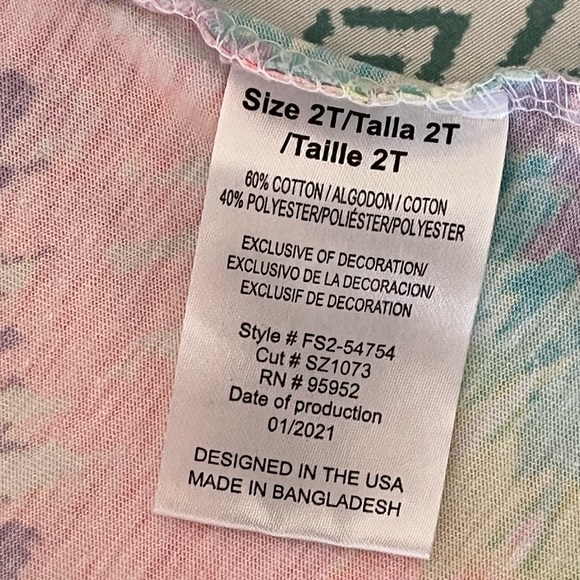 Size 2T/Talla 2T
/Taille 2T
60% COTTON / ALGODON / COTON
40% POLYESTER/POLIÉSTER/POLYESTER
EXCLUSIVE OF DECORATION/
EXCLUSIVO DE LA DECORACION/
EXCLUSIF DE DECORATION
Style # FS2-54754
Cut # SZ1073
RN # 95952
Date of production
01/2021
DESIGNED IN THE USA
MADE IN BANGLADESH